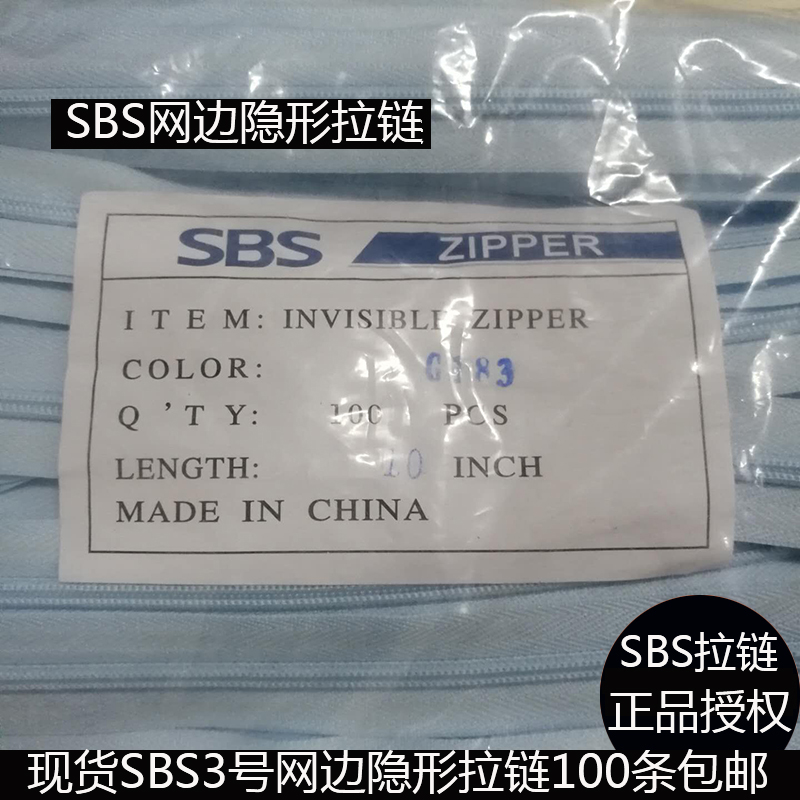 SBS网边隐形拉链
SBS ZIPPER
ITEM: INVISIBLE ZIPPER
COLOR:
Q'TY: 100 PCS
LENGTH: 10 INCH
MADE IN CHINA
SBS拉链
正品授权
现货SBS3号网边隐形拉链100条包邮